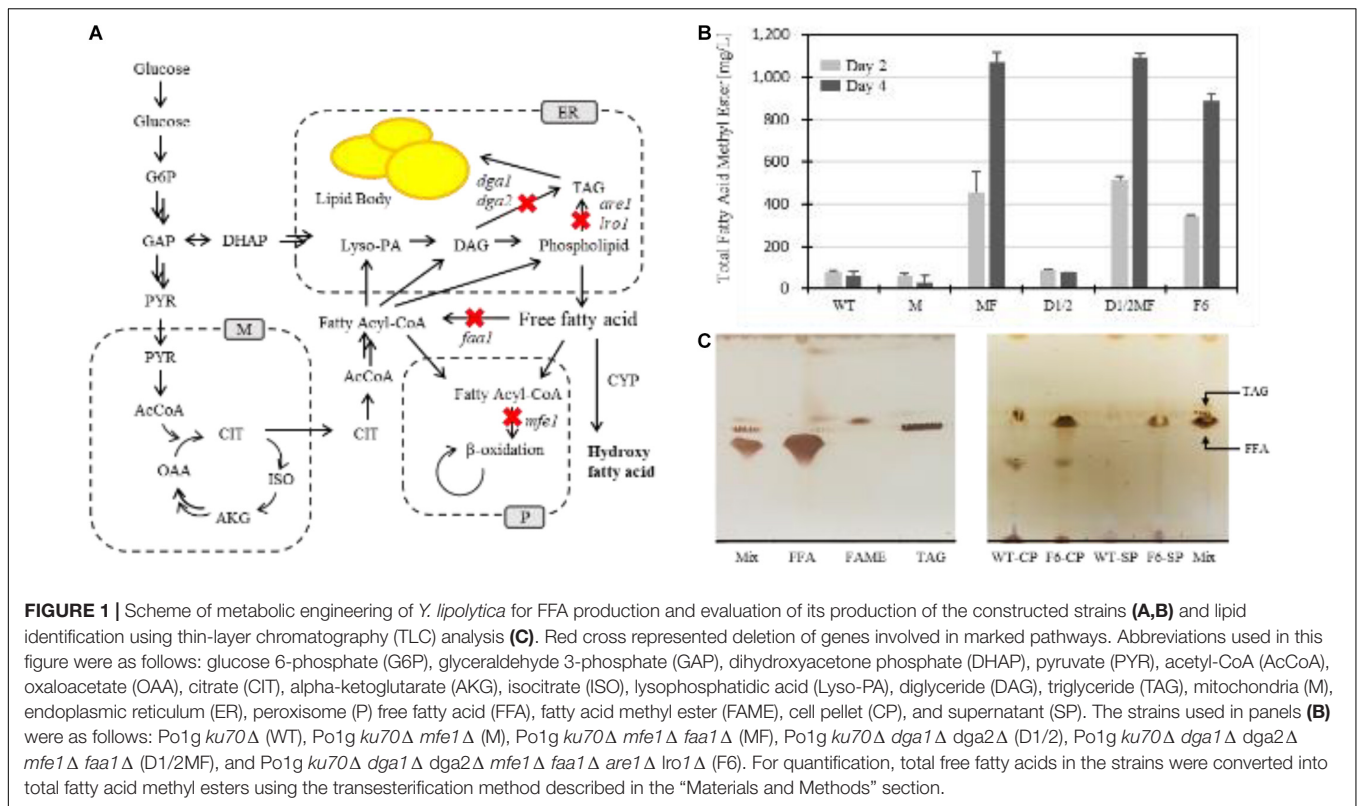 A
Glucose
Glucose
G6P
GAP
DHAP
PYR
M
PYR
AcCoA
CIT
OAA
ISO
AKG
CIT
AcCoA
ER
Lipid Body
dga1
dga2
TAG
are1
lro1
Lyso-PA
DAG
Phospholipid
Fatty Acyl-CoA
Free fatty acid
faa1
CYP
Fatty Acyl-CoA
mfe1
β-oxidation
P
Hydroxy
fatty acid
B
Total Fatty Acid Methyl Ester [mg/L]
1,200
1,000
800
600
400
200
0
Day 2
Day 4
WT M MF D1/2 D1/2MF F6
C
Mix FFA FAME TAG
TAG
FFA
WT-CP F6-CP WT-SP F6-SP Mix
FIGURE 1 | Scheme of metabolic engineering of Y. lipolytica for FFA production and evaluation of its production of the constructed strains (A,B) and lipid
identification using thin-layer chromatography (TLC) analysis (C). Red cross represented deletion of genes involved in marked pathways. Abbreviations used in this
figure were as follows: glucose 6-phosphate (G6P), glyceraldehyde 3-phosphate (GAP), dihydroxyacetone phosphate (DHAP), pyruvate (PYR), acetyl-CoA (AcCoA),
oxaloacetate (OAA), citrate (CIT), alpha-ketoglutarate (AKG), isocitrate (ISO), lysophosphatidic acid (Lyso-PA), diglyceride (DAG), triglyceride (TAG), mitochondria (M),
endoplasmic reticulum (ER), peroxisome (P) free fatty acid (FFA), fatty acid methyl ester (FAME), cell pellet (CP), and supernatant (SP). The strains used in panels (B)
were as follows: Po1g ku70Δ (WT), Po1g ku70Δ mfe1Δ (M), Po1g ku70Δ mfe1Δ faa1Δ (MF), Po1g ku70Δ dga1Δ dga2Δ (D1/2), Po1g ku70Δ dga1Δ dga2Δ
mfe1Δ faa1Δ (D1/2MF), and Po1g ku70Δ dga1Δ dga2Δ mfe1Δ faa1Δ are1Δ lro1Δ (F6). For quantification, total free fatty acids in the strains were converted into
total fatty acid methyl esters using the transesterification method described in the “Materials and Methods” section.